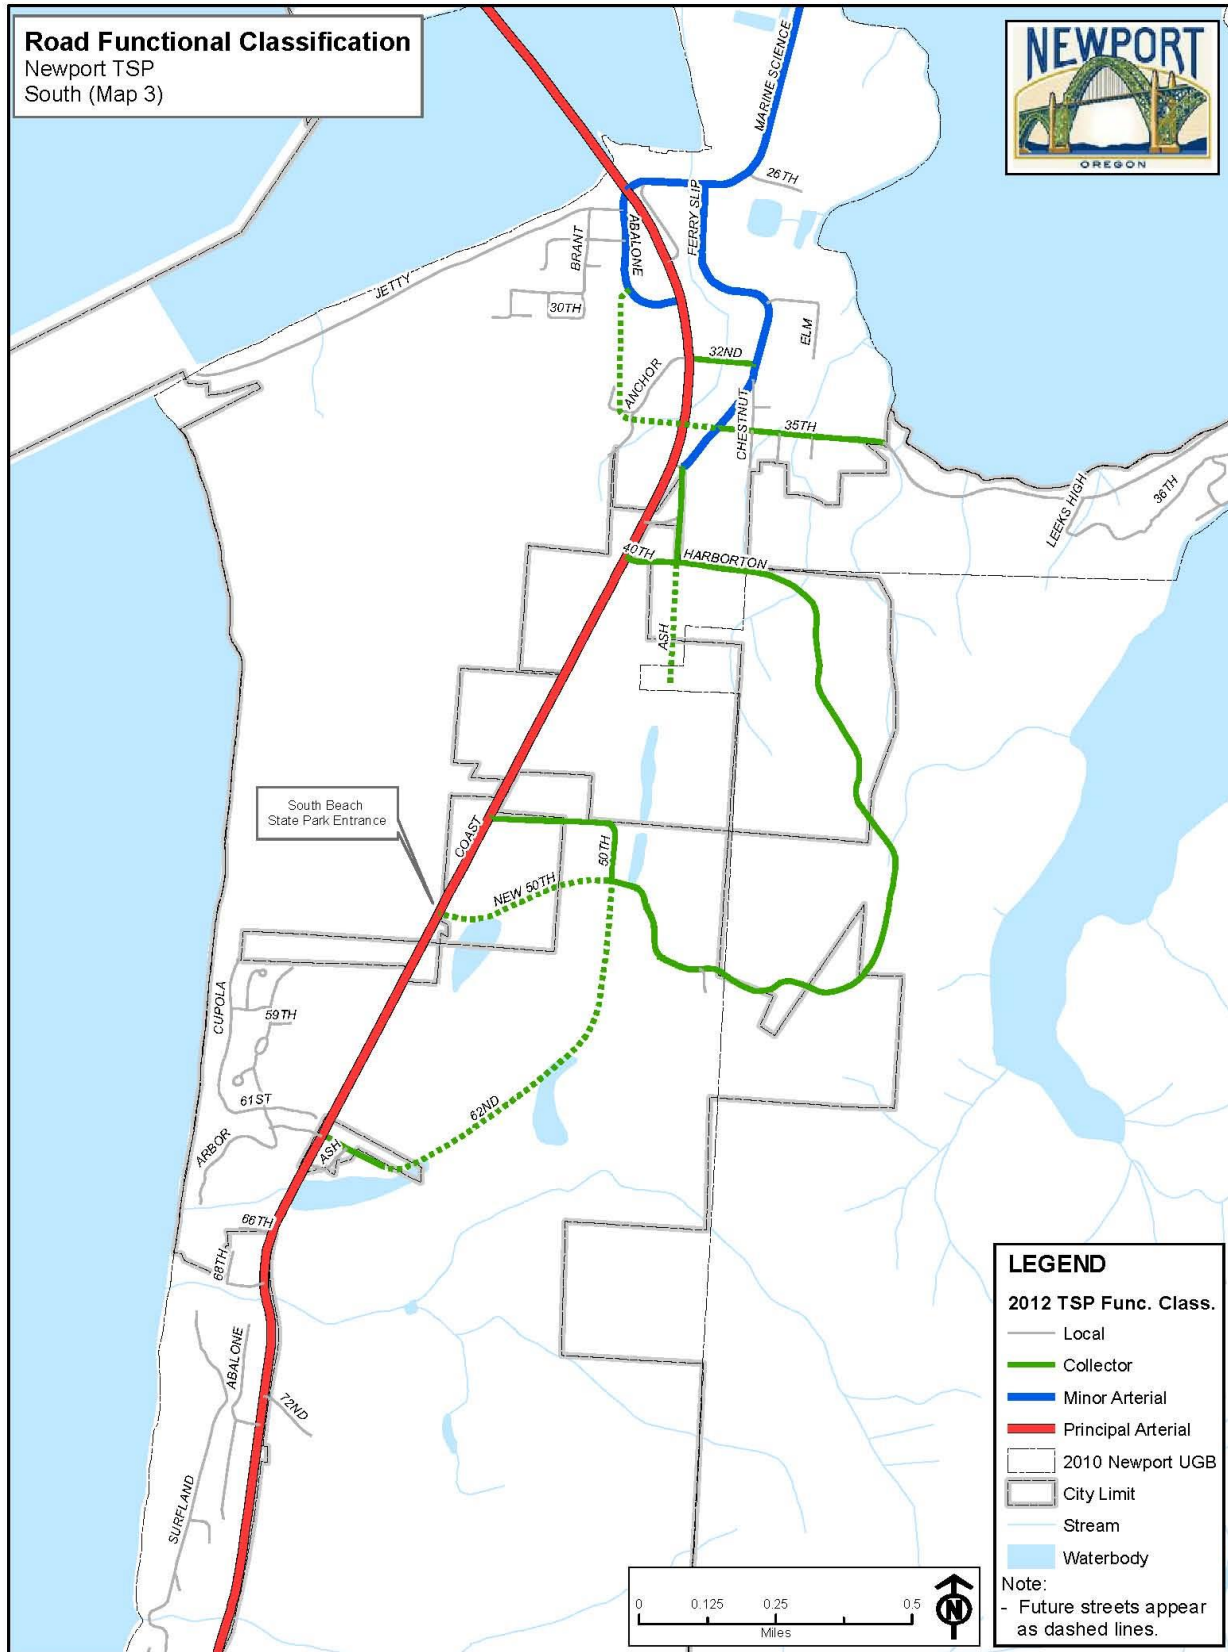 Road Functional Classification
Newport TSP
South (Map 3)
NEWPORT
OREGON
MARINE SCIENCE
26TH
FERRY SLIP
ABALONE
BRANT
JETTY
30TH
ELM
32ND
ANCHOR
CHESTNUT
35TH
36TH
LEEKS HIGH
40TH
HARBORTON
ASH
South Beach
State Park Entrance
COAST
50TH
NEW 50TH
CUPOLA
59TH
61ST
62ND
ARBOR
ASH
66TH
68TH
ABALONE
72ND
SURFLAND
LEGEND
2012 TSP Func. Class.
Local
Collector
Minor Arterial
Principal Arterial
2010 Newport UGB
City Limit
Stream
Waterbody
Note:
- Future streets appear
as dashed lines.
0 0.125 0.25 0.5
Miles
N